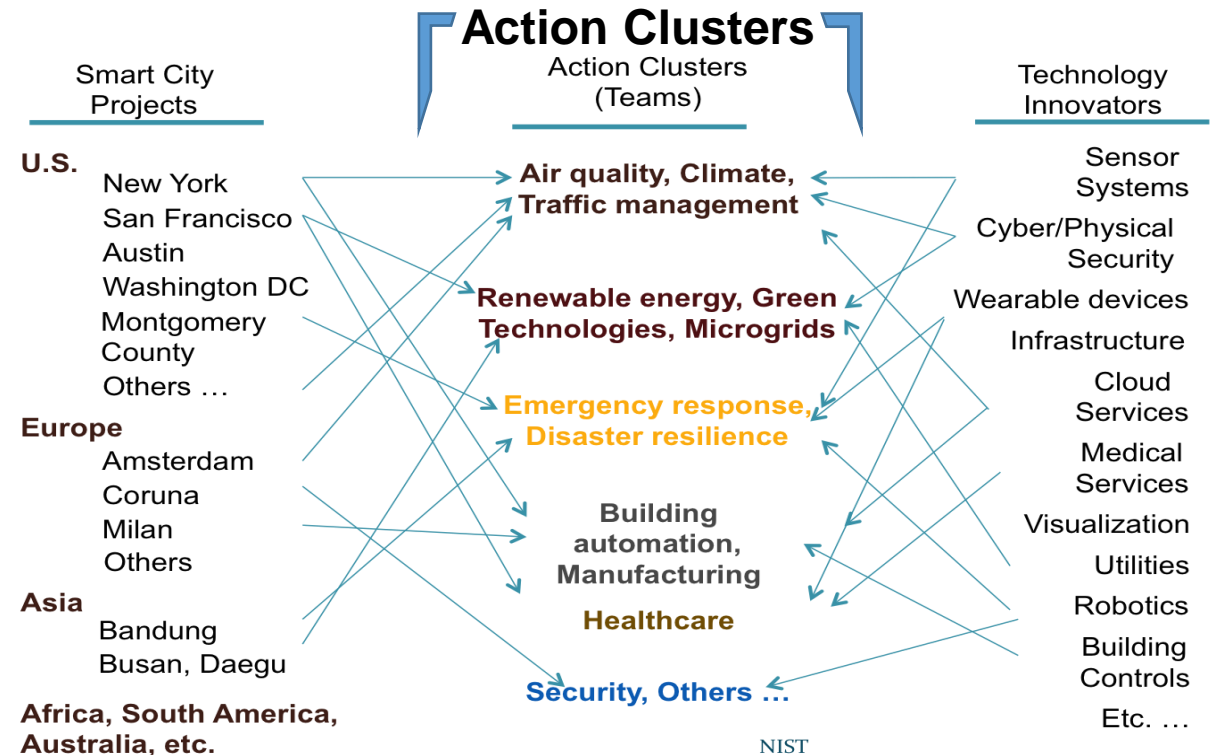 Action Clusters
Smart City
Projects
U.S.
New York
San Francisco
Austin
Washington DC
Montgomery
County
Others …
Europe
Amsterdam
Coruna
Milan
Others
Asia
Bandung
Busan, Daegu
Africa, South America,
Australia, etc.
Action Clusters
(Teams)
Air quality, Climate,
Traffic management
Renewable energy, Green
Technologies, Microgrids
Emergency response,
Disaster resilience
Building
automation,
Manufacturing
Healthcare
Security, Others …
NIST
Technology
Innovators
Sensor
Systems
Cyber/Physical
Security
Wearable devices
Infrastructure
Cloud
Services
Medical
Services
Visualization
Utilities
Robotics
Building
Controls
Etc. …